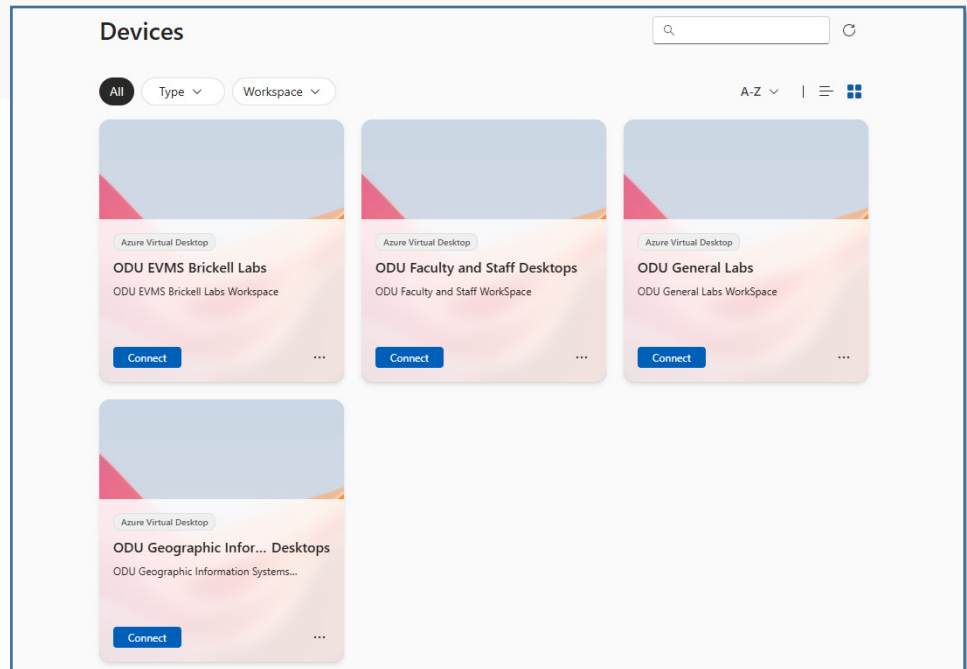 Devices
All
Type
Workspace
A-Z
Azure Virtual Desktop
ODU EVMS Brickell Labs
ODU EVMS Brickell Labs Workspace
Connect
...
Azure Virtual Desktop
ODU Faculty and Staff Desktops
ODU Faculty and Staff WorkSpace
Connect
...
Azure Virtual Desktop
ODU General Labs
ODU General Labs WorkSpace
Connect
...
Azure Virtual Desktop
ODU Geographic Infor... Desktops
ODU Geographic Information Systems...
Connect
...